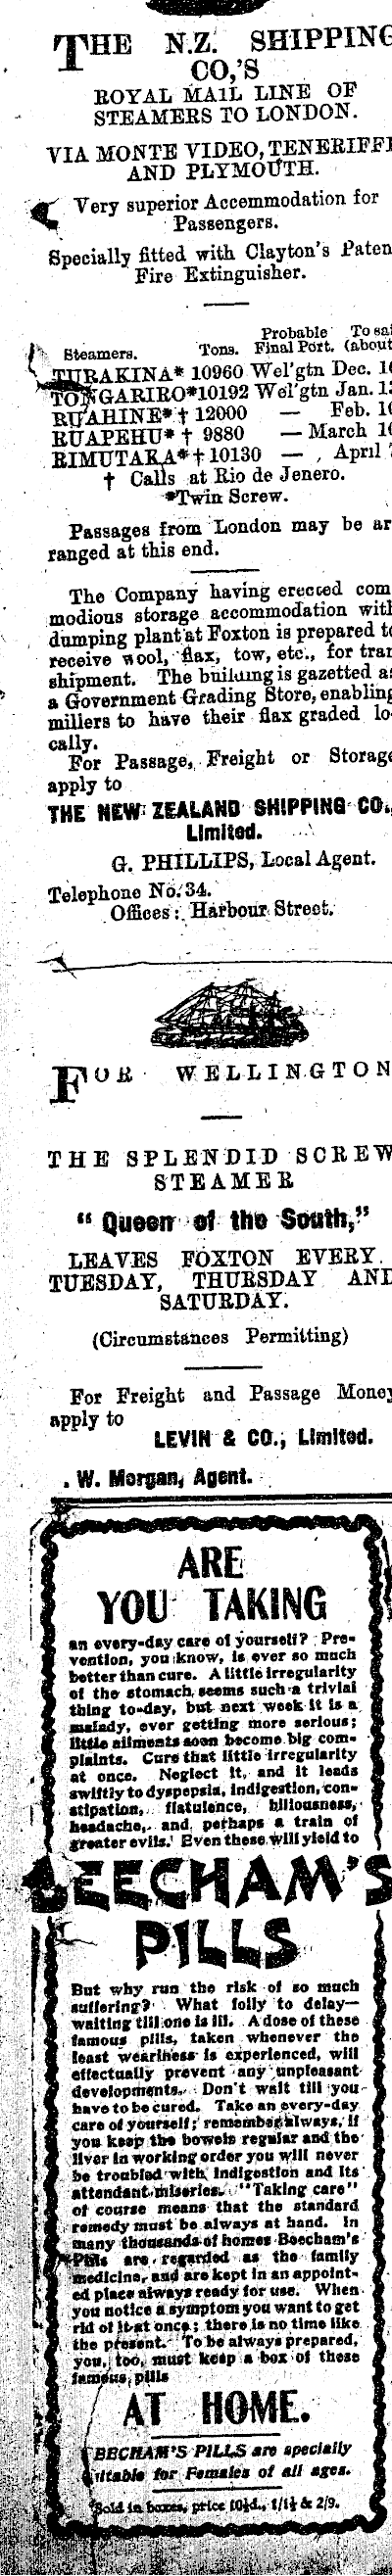 THE N.Z. SHIPPING
CO,'S
ROYAL MAIL LINE OF
STEAMERS TO LONDON.
VIA MONTE VIDEO, TENERIFFE
AND PLYMOUTH.
Very superior Accemmodation for
Passengers.
Specially fitted with Clayton's Paten
Fire Extinguisher.
Probable To sai
Steamers. Tons. Final Port. (about
TURAKINA* 10960 Wel'gtn Dec. 1
TONGARIRO* 10192 Wel'gtn Jan. 1
RUAHINE* † 12000 — Feb. 1
RUAPEHU* † 9880 — March 1
RIMUTAKA* † 10130 — , April
† Calls at Rio de Jenero.
*Twin Screw.
Passages from London may be ar
ranged at this end.
The Company having erected com
modious storage accommodation with
dumping plant at Foxton is prepared to
receive wool, flax, tow, etc., for tran
shipment. The building is gazetted as
a Government Grading Store, enabling
millers to have their flax graded lo-
cally.
For Passage, Freight or Storage
apply to
THE NEW ZEALAND SHIPPING CO.,
Limited.
G. PHILLIPS, Local Agent.
Telephone No. 34.
Offices: Harbour Street.
FOR WELLINGTON
THE SPLENDID SCREW
STEAMER
"Queen of the South,"
LEAVES FOXTON EVERY
TUESDAY, THURSDAY AND
SATURDAY.
(Circumstances Permitting)
For Freight and Passage Money
apply to
LEVIN & CO., Limited.
. W. Morgan, Agent.
ARE
YOU TAKING
an every-day care of yourself? Pre-
vention, you know, is ever so much
better than cure. A little irregularity
of the stomach seems such a trivial
thing to-day, but next week it is a
malady, ever getting more serious;
little ailments soon become big com-
plaints. Cure that little irregularity
at once. Neglect it, and it leads
swiftly to dyspepsia, indigestion, con-
stipation, flatulence, biliousness,
headache, and perhaps a train of
greater evils. Even these will yield to
BEECHAM'S
PILLS
But why run the risk of so much
suffering? What folly to delay—
waiting till one is ill. A dose of these
famous pills, taken whenever the
least weariness is experienced, will
effectually prevent any unpleasant
developments. Don't wait till you
have to be cured. Take an every-day
care of yourself; remember always, if
you keep the bowels regular and the
liver in working order you will never
be troubled with Indigestion and its
attendant miseries. "Taking care"
of course means that the standard
remedy must be always at hand. In
many thousands of homes Beecham's
Pills are regarded as the family
medicine, and are kept in an appoint-
ed place always ready for use. When
you notice a symptom you want to get
rid of it at once; there is no time like
the present. To be always prepared,
you, too, must keep a box of these
famous pills
AT HOME.
BECHAM'S PILLS are specially
suitable for Females of all ages.
Sold in boxes, price 10½d., 1/1½ & 2/9.